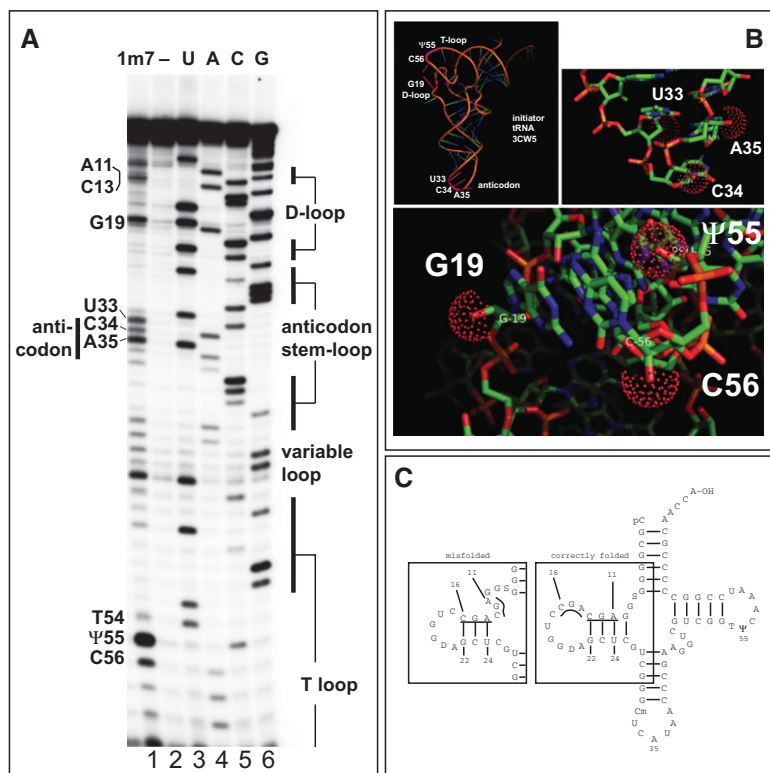 A
1m7 – U A C G
A11
C13
G19
U33
C34
A35
anti-
codon
T54
Ψ55
C56
D-loop
anticodon
stem-loop
variable
loop
T loop
1 2 3 4 5 6
B
Ψ55
T-loop
C56
G19
D-loop
initiator
tRNA
3CW5
U33
C34
A35
anticodon
U33
A35
C34
G19
G-19
Ψ55
C-56
C56
C
misfolded
correctly folded
16
11
22
24
16
11
22
24
A-OH
Cm
35
Ψ
55